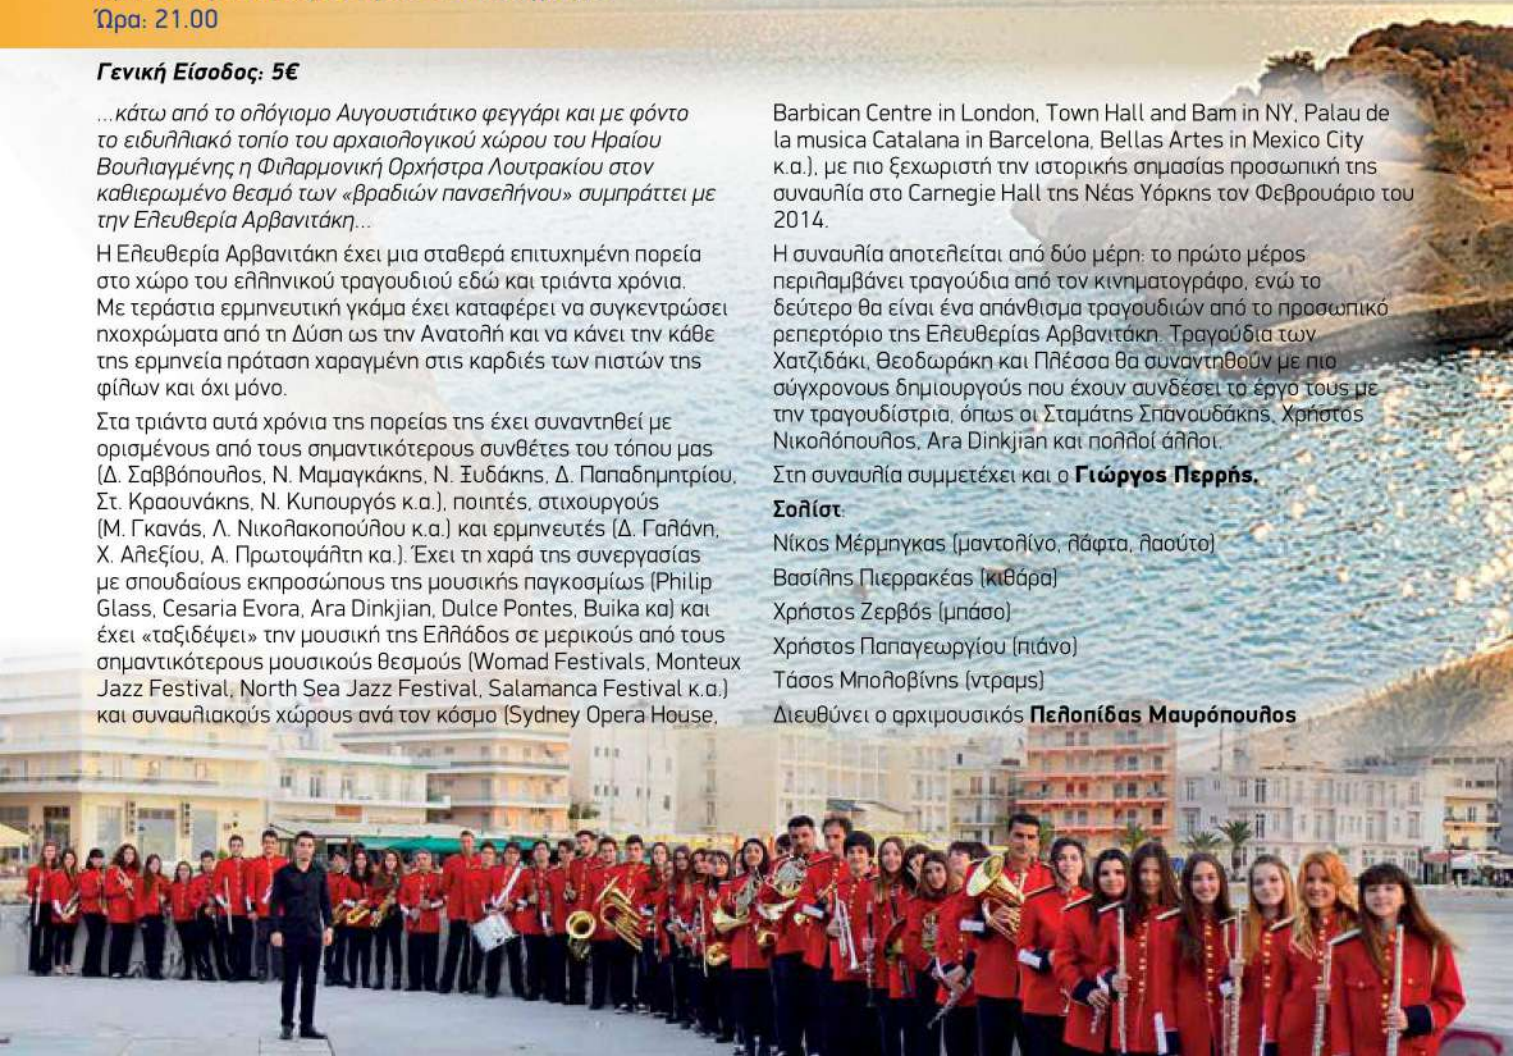 Ώρα: 21.00
Γενική Είσοδος: 5€
...κάτω από το ολόγιομο Αυγουστιάτικο φεγγάρι και με φόντο
το ειδυλλιακό τοπίο του αρχαιολογικού χώρου του Ηραίου
Βουλιαγμένης η Φιλαρμονική Ορχήστρα Λουτρακίου στον
καθιερωμένο θεσμό των «βραδιών πανσελήνου» συμπράττει με
την Ελευθερία Αρβανιτάκη...
Η Ελευθερία Αρβανιτάκη έχει μια σταθερά επιτυχημένη πορεία
στο χώρο του ελληνικού τραγουδιού εδώ και τριάντα χρόνια.
Με τεράστια ερμηνευτική γκάμα έχει καταφέρει να συγκεντρώσει
ηχοχρώματα από τη Δύση ως την Ανατολή και να κάνει την κάθε
της ερμηνεία πρόταση χαραγμένη στις καρδιές των πιστών της
φίλων και όχι μόνο.
Στα τριάντα αυτά χρόνια της πορείας της έχει συναντηθεί με
ορισμένους από τους σημαντικότερους συνθέτες του τόπου μας
(Δ. Σαββόπουλος, Ν. Μαμαγκάκης, Ν. Ξυδάκης, Δ. Παπαδημητρίου,
Στ. Κραουνάκης, Ν. Κυπουργός κ.α.), ποιητές, στιχουργούς
(Μ. Γκανάς, Λ. Νικολακοπούλου κ.α.) και ερμηνευτές (Δ. Γαλάνη,
Χ. Αλεξίου, Α. Πρωτοψάλτη κα.). Έχει τη χαρά της συνεργασίας
με σπουδαίους εκπροσώπους της μουσικής παγκοσμίως (Philip
Glass, Cesaria Evora, Ara Dinkjian, Dulce Pontes, Buika κα) και
έχει «ταξιδέψει» την μουσική της Ελλάδος σε μερικούς από τους
σημαντικότερους μουσικούς θεσμούς (Womad Festivals, Monteux
Jazz Festival, North Sea Jazz Festival, Salamanca Festival κ.α.)
και συναυλιακούς χώρους ανά τον κόσμο (Sydney Opera House,
Barbican Centre in London, Town Hall and Bam in NY, Palau de
la musica Catalana in Barcelona, Bellas Artes in Mexico City
κ.α.), με πιο ξεχωριστή την ιστορικής σημασίας προσωπική της
συναυλία στο Carnegie Hall της Νέας Υόρκης τον Φεβρουάριο του
2014.
Η συναυλία αποτελείται από δύο μέρη: το πρώτο μέρος
περιλαμβάνει τραγούδια από τον κινηματογράφο, ενώ το
δεύτερο θα είναι ένα απάνθισμα τραγουδιών από το προσωπικό
ρεπερτόριο της Ελευθερίας Αρβανιτάκη. Τραγούδια των
Χατζιδάκι, Θεοδωράκη και Πλέσσα θα συναντηθούν με πιο
σύγχρονους δημιουργούς που έχουν συνδέσει το έργο τους με
την τραγουδίστρια, όπως οι Σταμάτης Σπανουδάκης, Χρήστος
Νικολόπουλος, Ara Dinkjian και πολλοί άλλοι.
Στη συναυλία συμμετέχει και ο Γιώργος Περρής.
Σολίστ:
Νίκος Μέρμηγκας (μαντολίνο, λάφτα, λαούτο)
Βασίλης Πιερρακέας (κιθάρα)
Χρήστος Ζερβός (μπάσο)
Χρήστος Παπαγεωργίου (πιάνο)
Τάσος Μπολοβίνης (ντραμς)
Διευθύνει ο αρχιμουσικός Πελοπίδας Μαυρόπουλος